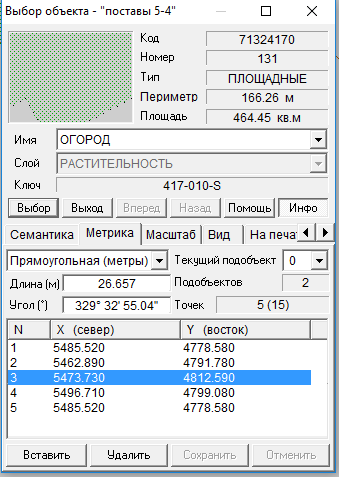 Выбор объекта - "поставы 5-4"
Код 71324170
Номер 131
Тип ПЛОЩАДНЫЕ
Периметр 166.26 м
Площадь 464.45 кв.м
Имя ОГОРОД
Слой РАСТИТЕЛЬНОСТЬ
Ключ 417-010-S
Выбор Выход Вперед Назад Помощь Инфо
Семантика Метрика Масштаб Вид На печат
Прямоугольная (метры) Текущий подобъект 0
Длина (м) 26.657 Подобъектов 2
Угол (°) 329° 32' 55.04" Точек 5 (15)
N X (север) Y (восток)
1 5485.520 4778.580
2 5462.890 4791.780
3 5473.730 4812.590
4 5496.710 4799.080
5 5485.520 4778.580
Вставить Удалить Сохранить Отменить